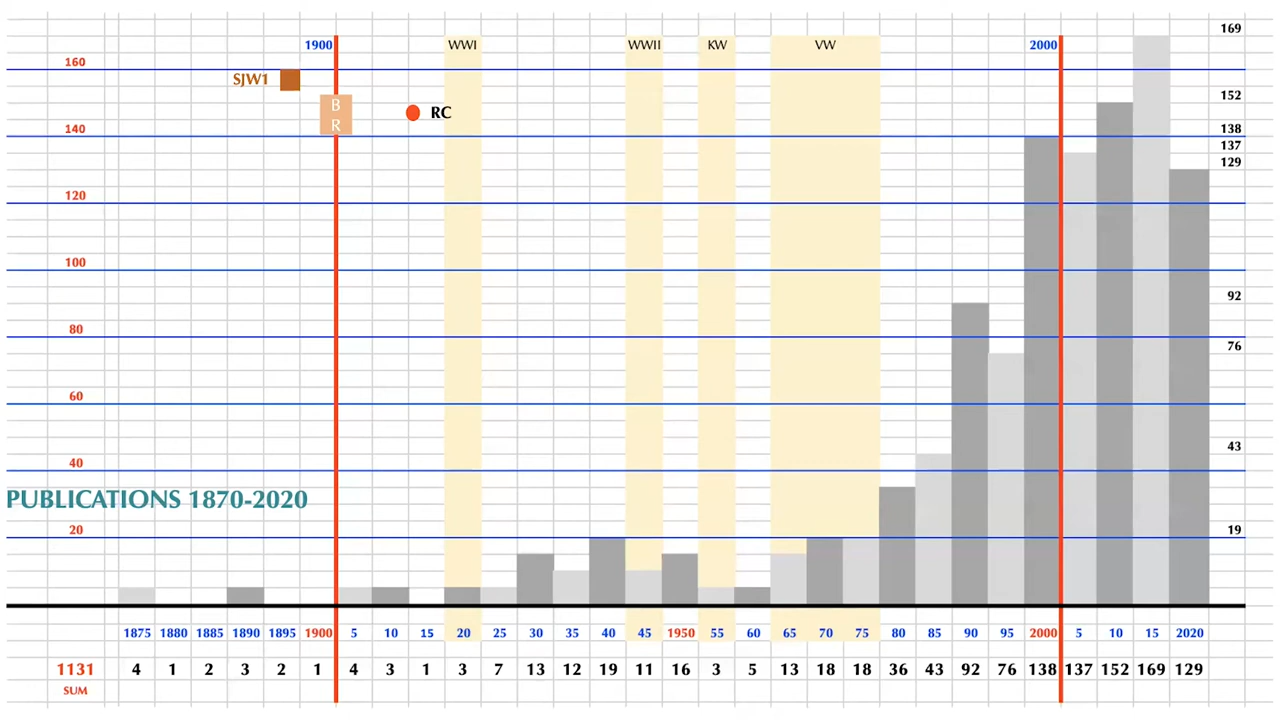 169
1900 WWI WWII KW VW 2000
160
SJW1
152
B
R
RC
140
138
137
129
120
100
92
80
76
60
43
40
PUBLICATIONS 1870-2020
20
19
1875 1880 1885 1890 1895 1900 5 10 15 20 25 30 35 40 45 1950 55 60 65 70 75 80 85 90 95 2000 5 10 15 2020
1131 4 1 2 3 2 1 4 3 1 3 7 13 12 19 11 16 3 5 13 18 18 36 43 92 76 138 137 152 169 129
SUM